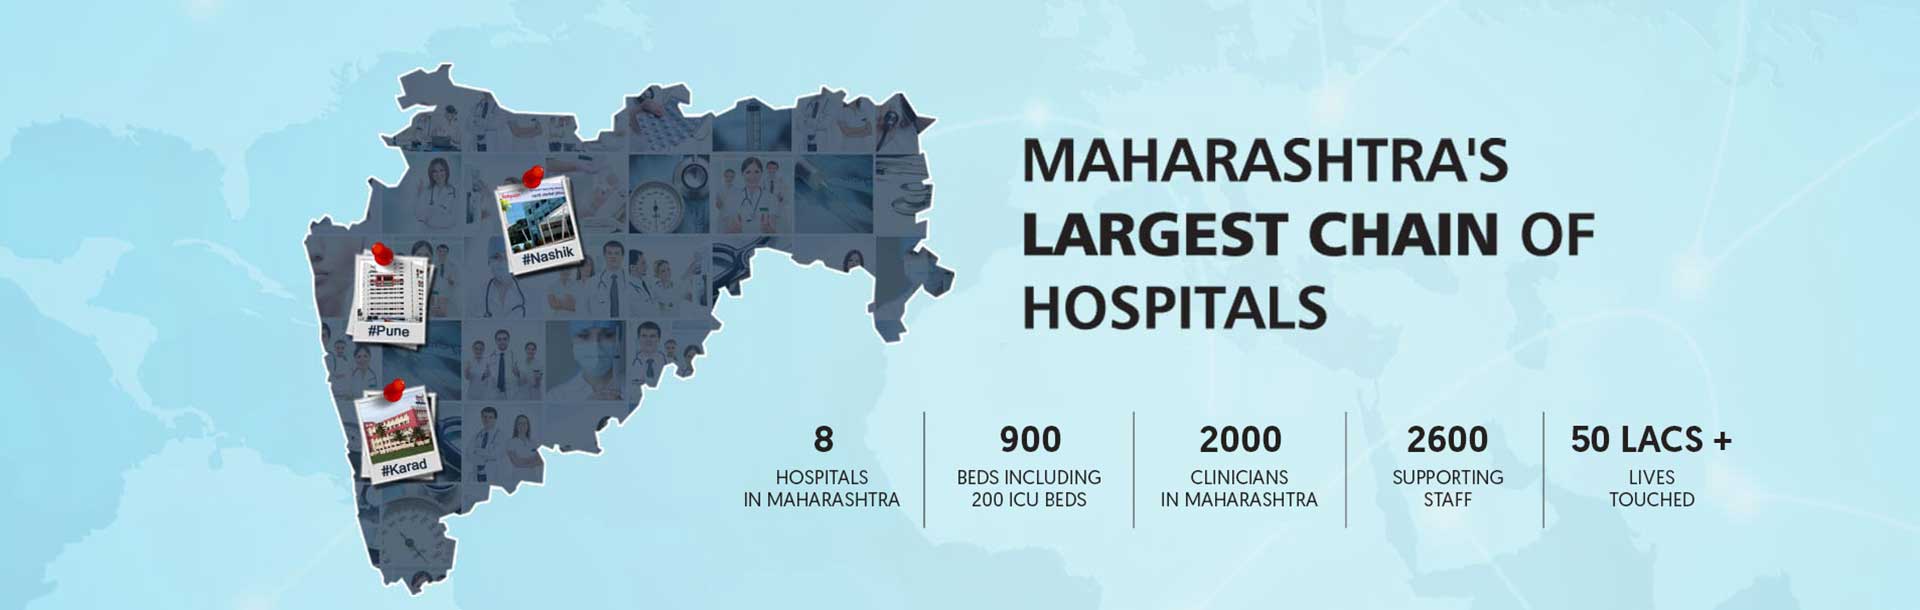 MAHARASHTRA'S
LARGEST CHAIN OF
HOSPITALS
#Nashik
#Pune
#Karad
8
HOSPITALS
IN MAHARASHTRA
900
BEDS INCLUDING
200 ICU BEDS
2000
CLINICIANS
IN MAHARASHTRA
2600
SUPPORTING
STAFF
50 LACS +
LIVES
TOUCHED